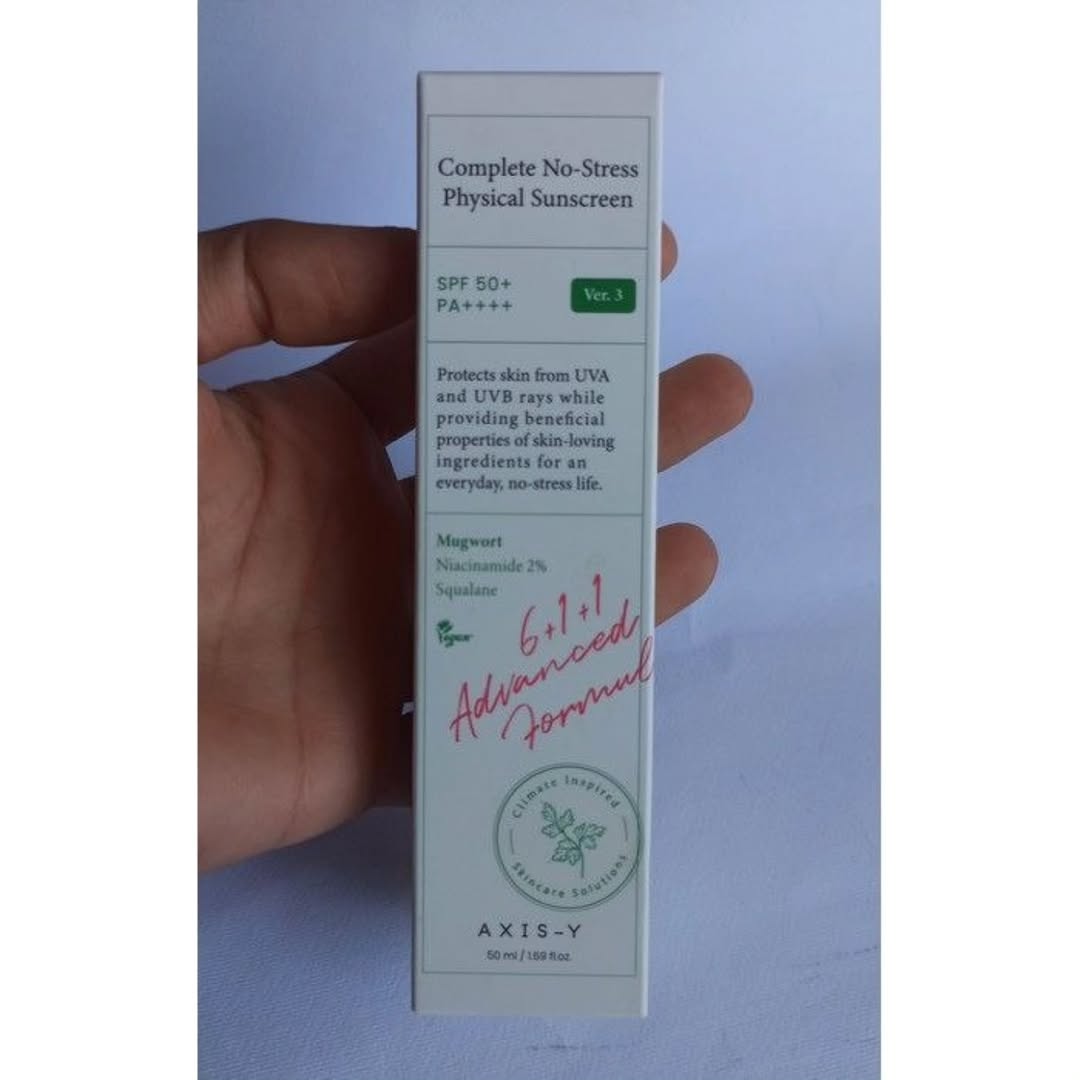 Complete No-Stress
Physical Sunscreen
SPF 50+
PA++++
Ver. 3
Protects skin from UVA
and UVB rays while
providing beneficial
properties of skin-loving
ingredients for an
everyday, no-stress life.
Mugwort
Niacinamide 2%
Squalane
Vegan
6+1+1
Advanced
Formul
Climate Inspired
Skincare Solutions
AXIS-Y
50 ml / 1.69 fl.oz.